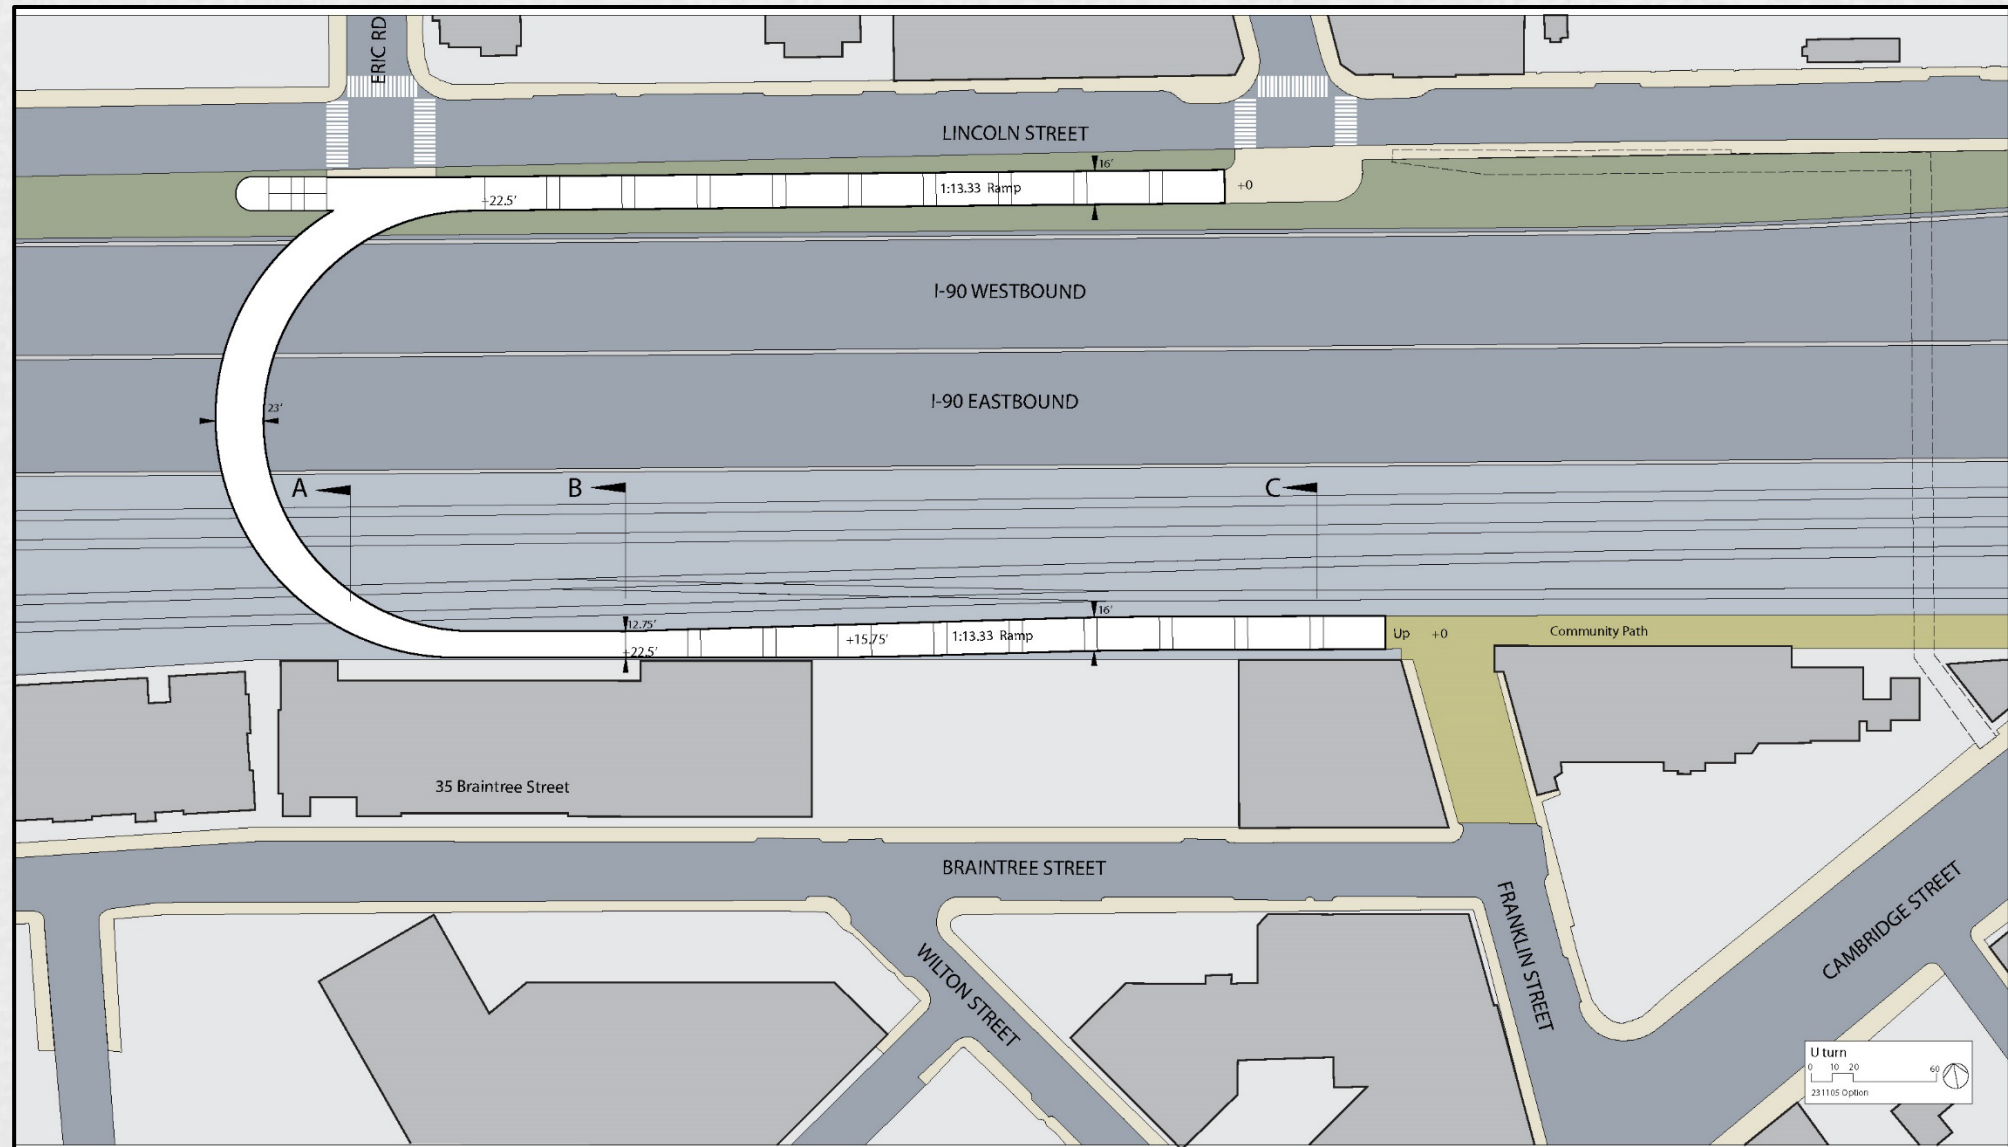 ERIC RD
LINCOLN STREET
16'
1:13.33 Ramp
+0
+22.5'
I-90 WESTBOUND
I-90 EASTBOUND
23'
A
B
C
12.75'
+22.5'
+15.75'
1:13.33 Ramp
16'
Up +0
Community Path
35 Braintree Street
BRAINTREE STREET
WILTON STREET
FRANKLIN STREET
CAMBRIDGE STREET
U turn
0 10 20 60
231105 Option